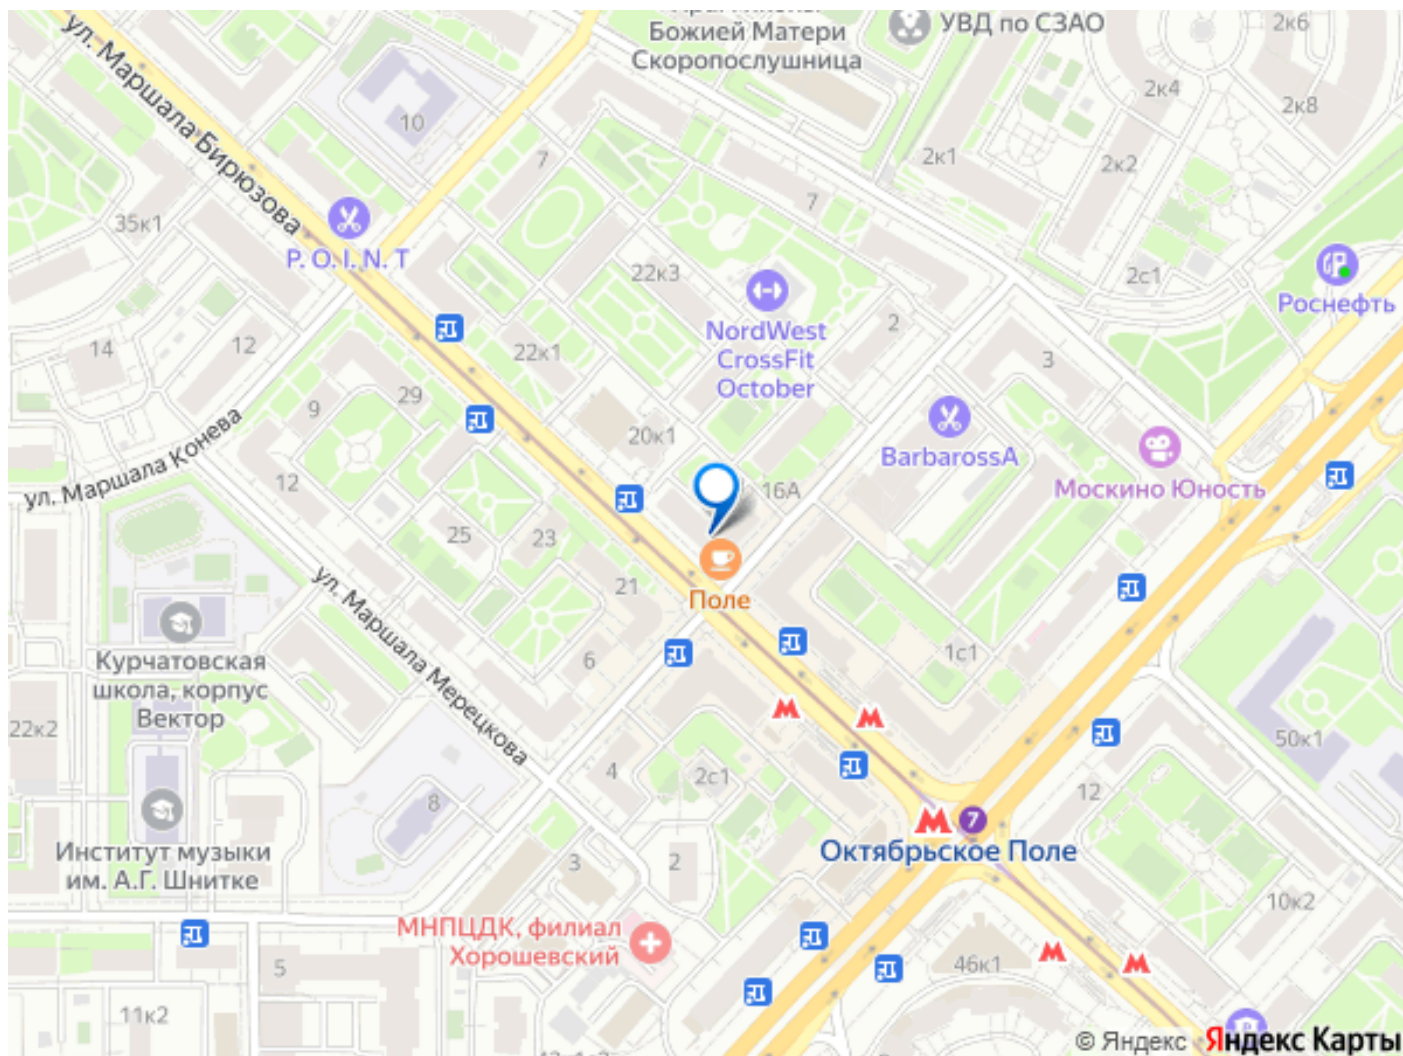 Божией Матери
Скоропослушница
УВД по СЗАО
2к6
ул. Маршала Бирюзова
2к4
2к8
10
7
2к1
2к2
7
35к1
P. O. I. N. T
22к3
2с1
Роснефть
NordWest
CrossFit
October
2
3
14
12
22к1
29
9
20к1
BarbarossA
Москино Юность
ул. Маршала Конева
12
16А
25
23
21
Поле
ул. Маршала Мерецкова
6
1с1
Курчатовская
школа, корпус
Вектор
22к2
50к1
4
2с1
8
12
7
Октябрьское Поле
Институт музыки
им. А.Г. Шнитке
3
2
10к2
МНПЦДК, филиал
Хорошевский
5
46к1
11к2
© Яндекс Яндекс Карты